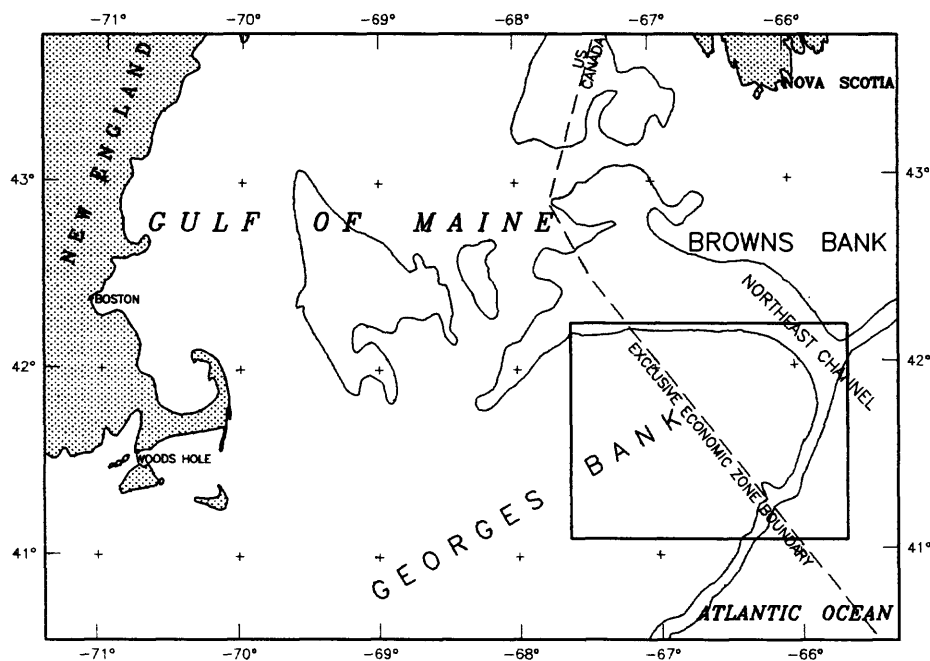 -71° -70° -69° -68° -67° -66°
US
CANADA
NOVA SCOTIA
NEW ENGLAND
43° 43°
GULF OF MAINE
BROWNS BANK
NORTHEAST CHANNEL
BOSTON
42° 42°
EXCLUSIVE ECONOMIC ZONE BOUNDARY
WOODS HOLE
GEORGES BANK
41° 41°
ATLANTIC OCEAN
-71° -70° -69° -68° -67° -66°